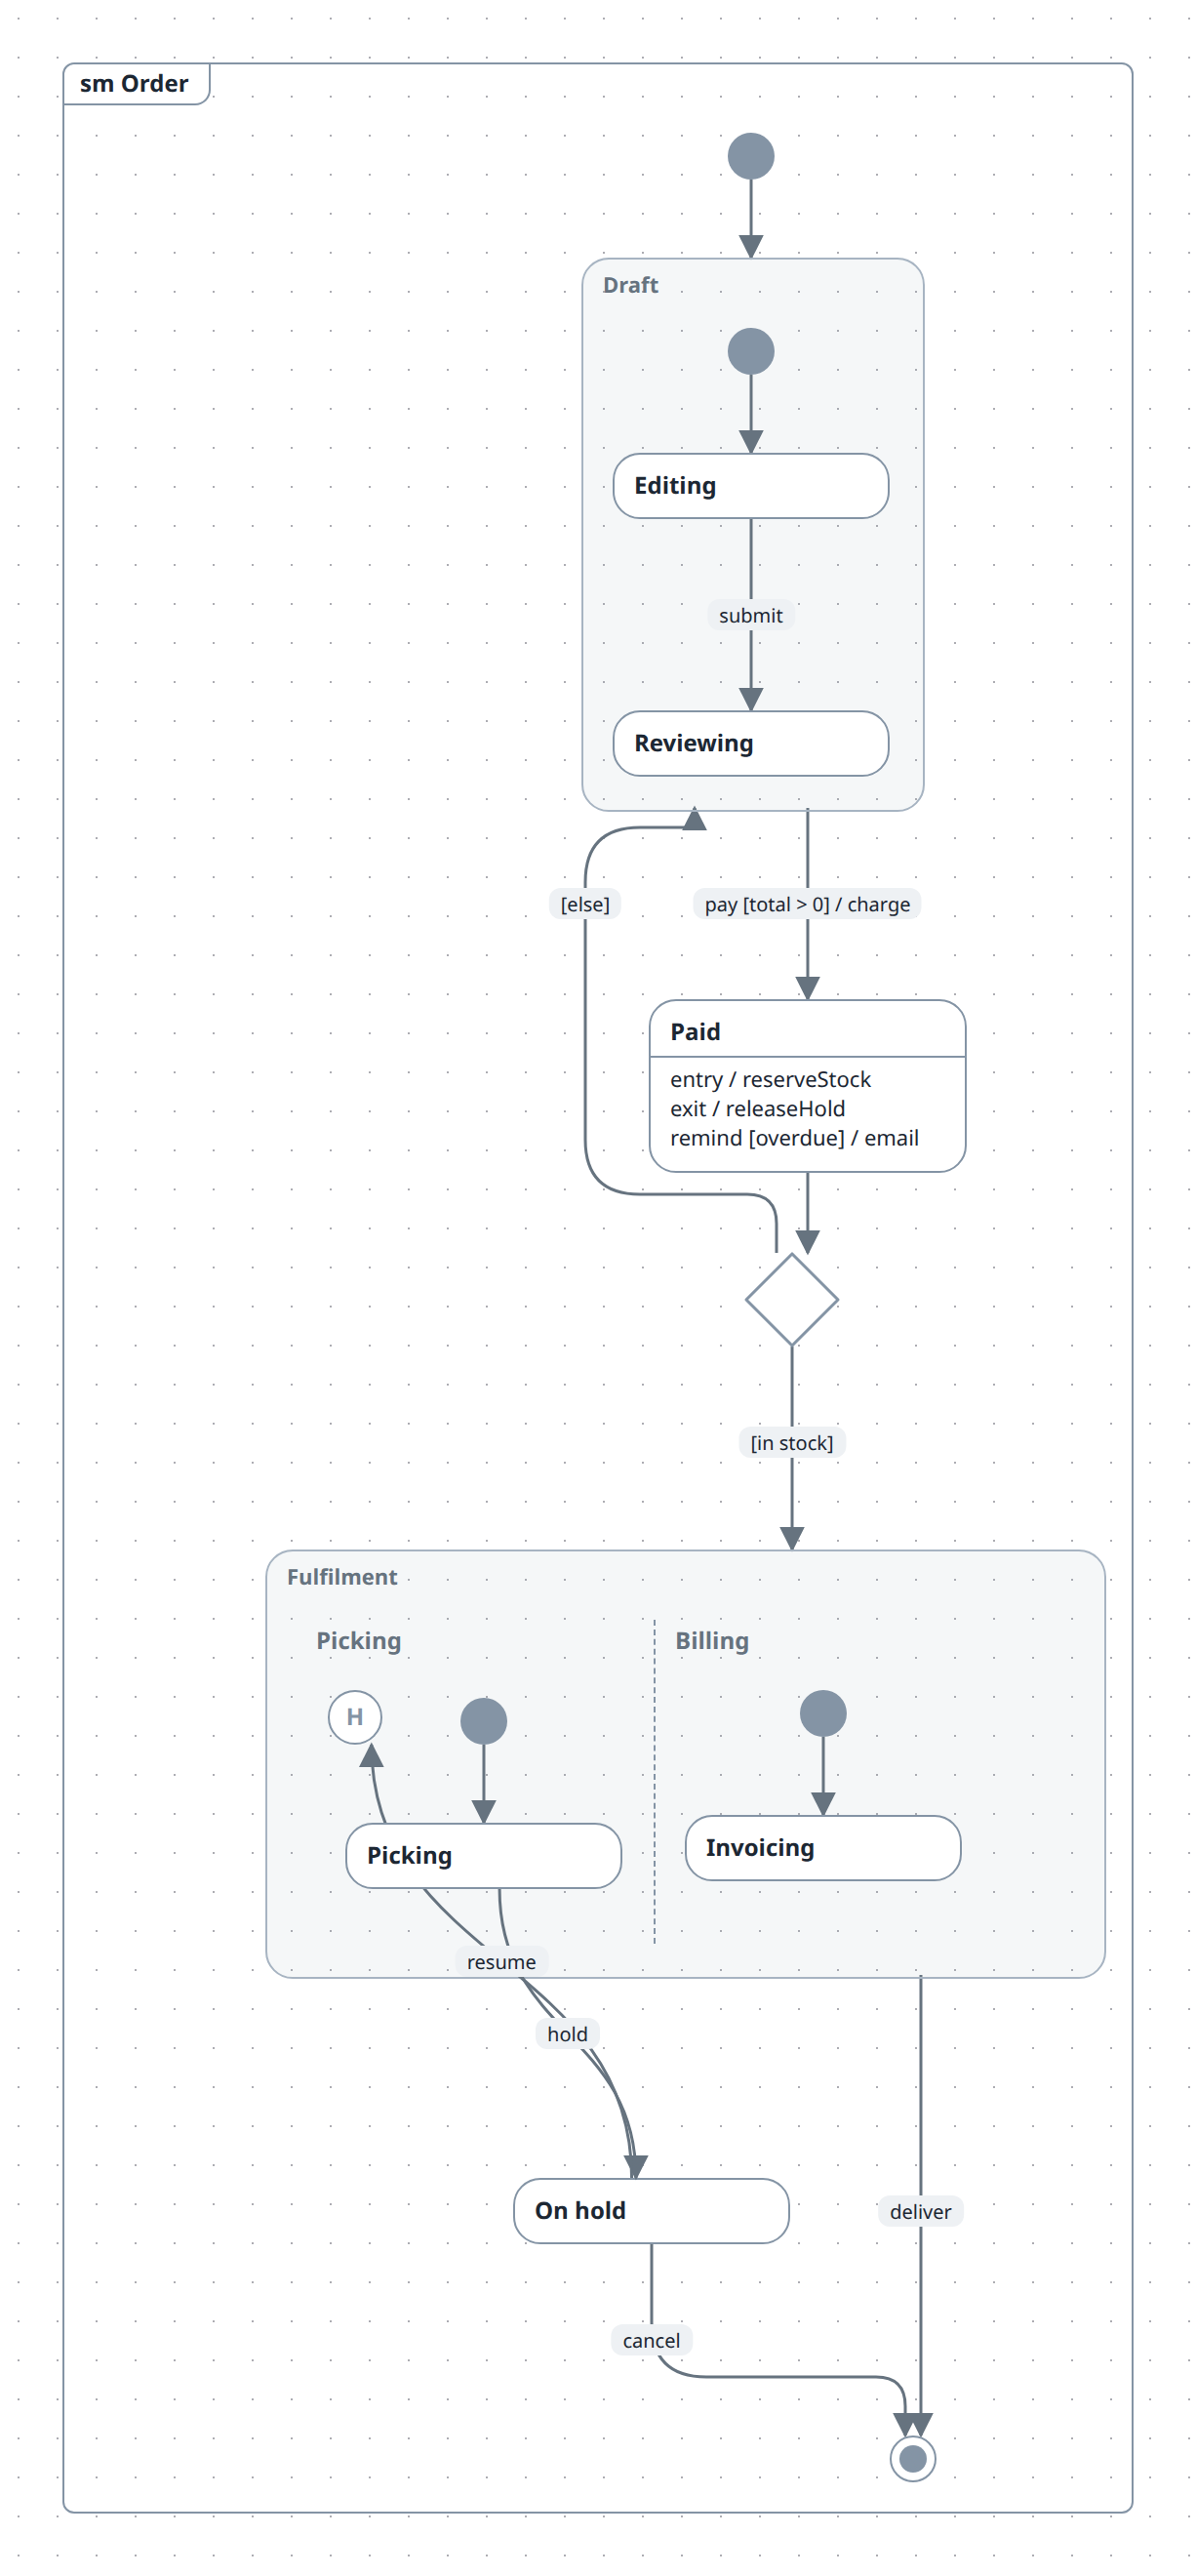 sm Order
Draft
Editing
submit
Reviewing
[else]
pay [total > 0] / charge
Paid
entry / reserveStock
exit / releaseHold
remind [overdue] / email
[in stock]
Fulfilment
Picking
Billing
H
Picking
Invoicing
resume
hold
On hold
deliver
cancel